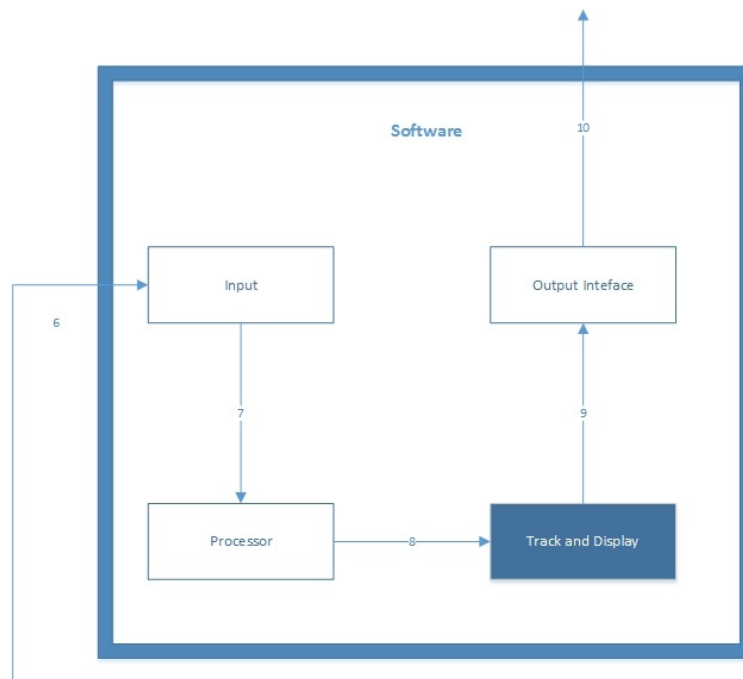 10
Software
Input
Output Inteface
6
7
9
Processor
8
Track and Display